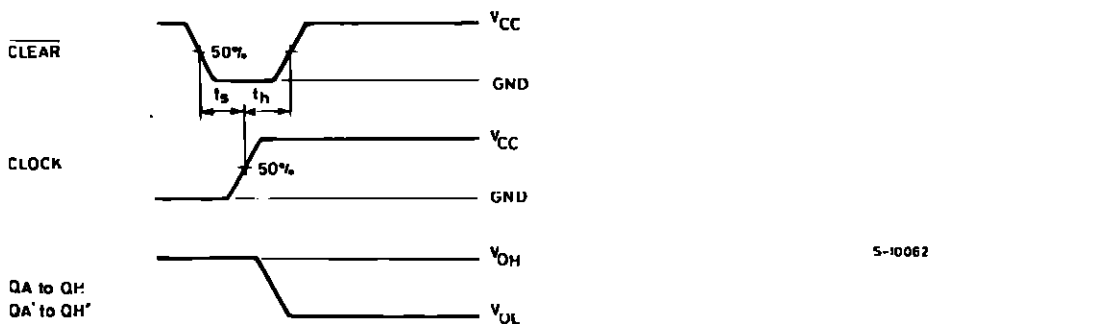 VCC
CLEAR
50%
GND
ts th
VCC
CLOCK
50%
GND
VOH
S-10062
QA to QH
QA' to QH'
VOL